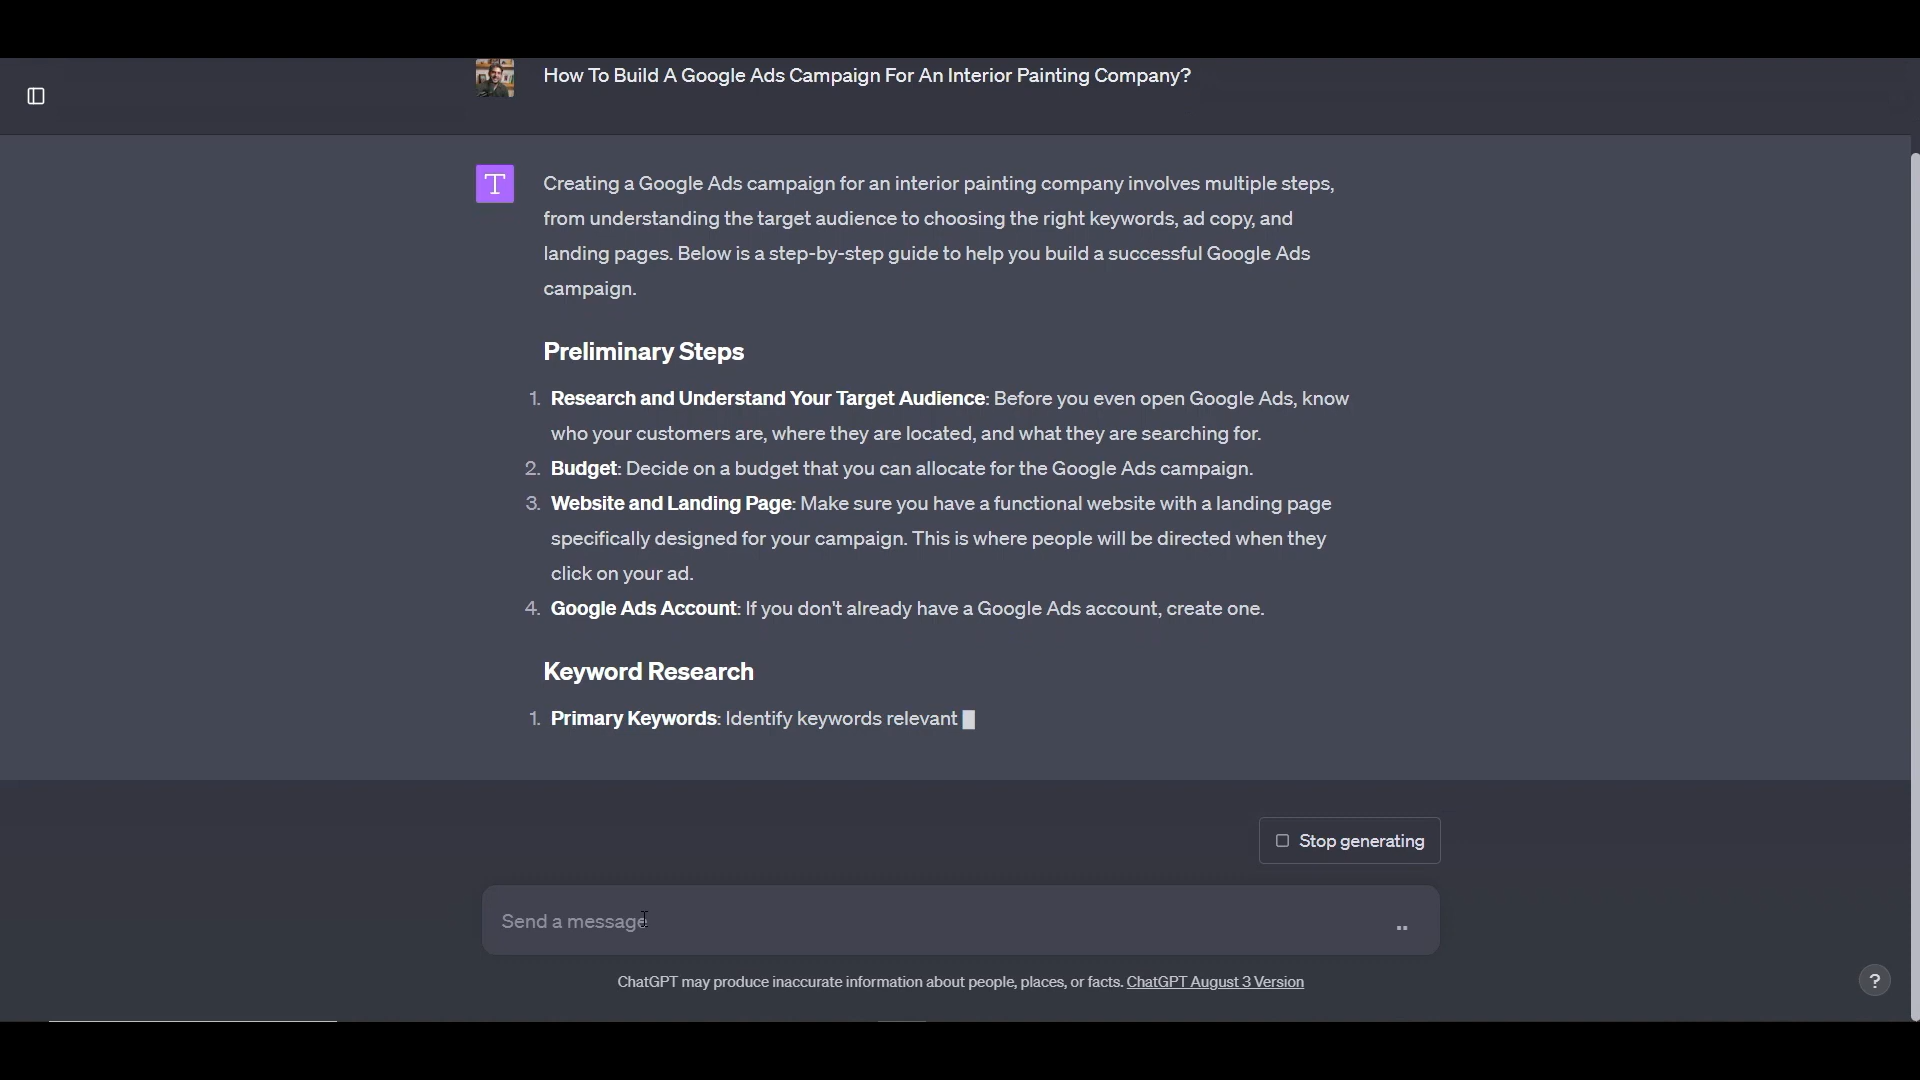 How To Build A Google Ads Campaign For An Interior Painting Company?
T
Creating a Google Ads campaign for an interior painting company involves multiple steps,
from understanding the target audience to choosing the right keywords, ad copy, and
landing pages. Below is a step-by-step guide to help you build a successful Google Ads
campaign.
Preliminary Steps
1. Research and Understand Your Target Audience: Before you even open Google Ads, know
who your customers are, where they are located, and what they are searching for.
2. Budget: Decide on a budget that you can allocate for the Google Ads campaign.
3. Website and Landing Page: Make sure you have a functional website with a landing page
specifically designed for your campaign. This is where people will be directed when they
click on your ad.
4. Google Ads Account: If you don't already have a Google Ads account, create one.
Keyword Research
1. Primary Keywords: Identify keywords relevant
Stop generating
Send a message
ChatGPT may produce inaccurate information about people, places, or facts. ChatGPT August 3 Version
?